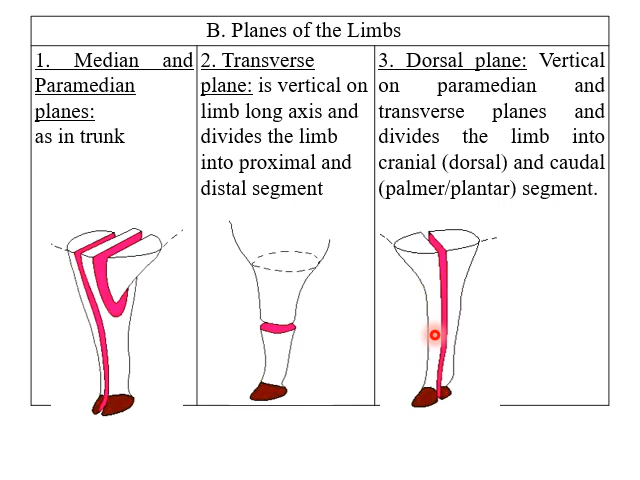 B. Planes of the Limbs
1. Median and
Paramedian
planes:
as in trunk
2. Transverse
plane: is vertical on
limb long axis and
divides the limb
into proximal and
distal segment
3. Dorsal plane: Vertical
on paramedian and
transverse planes and
divides the limb into
cranial (dorsal) and caudal
(palmer/plantar) segment.